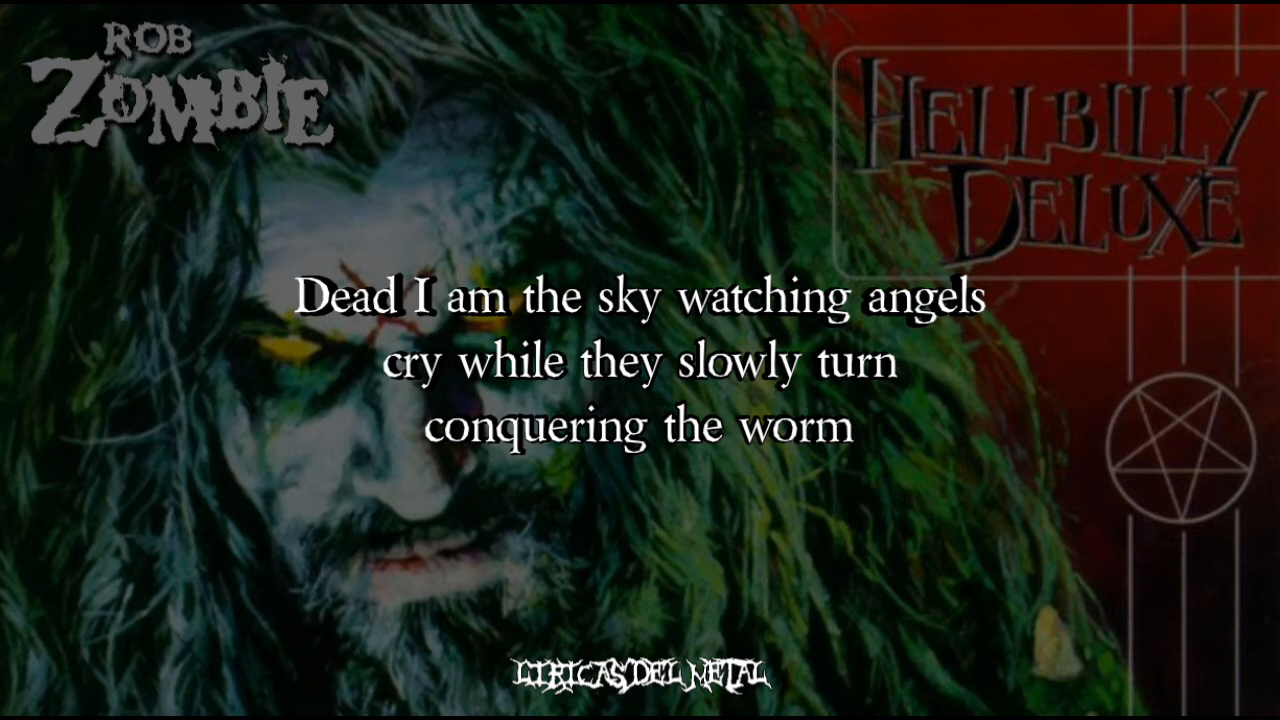 ROB
ZOMBIE
HELLBILLY
DELUXE
Dead I am the sky watching angels
cry while they slowly turn
conquering the worm
LIRICAS DEL METAL